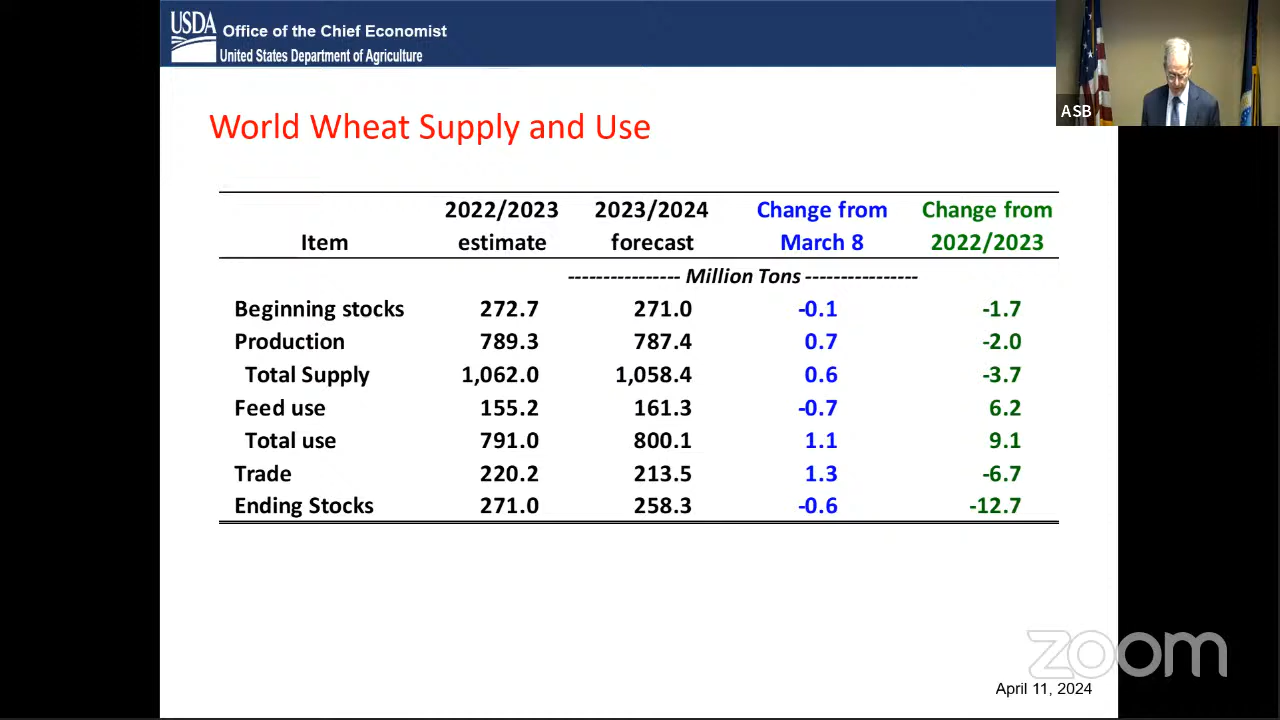 USDA Office of the Chief Economist
United States Department of Agriculture
ASB
World Wheat Supply and Use
2022/2023 2023/2024 Change from Change from
Item estimate forecast March 8 2022/2023
---------------- Million Tons ----------------
Beginning stocks 272.7 271.0 -0.1 -1.7
Production 789.3 787.4 0.7 -2.0
Total Supply 1,062.0 1,058.4 0.6 -3.7
Feed use 155.2 161.3 -0.7 6.2
Total use 791.0 800.1 1.1 9.1
Trade 220.2 213.5 1.3 -6.7
Ending Stocks 271.0 258.3 -0.6 -12.7
zoom
April 11, 2024